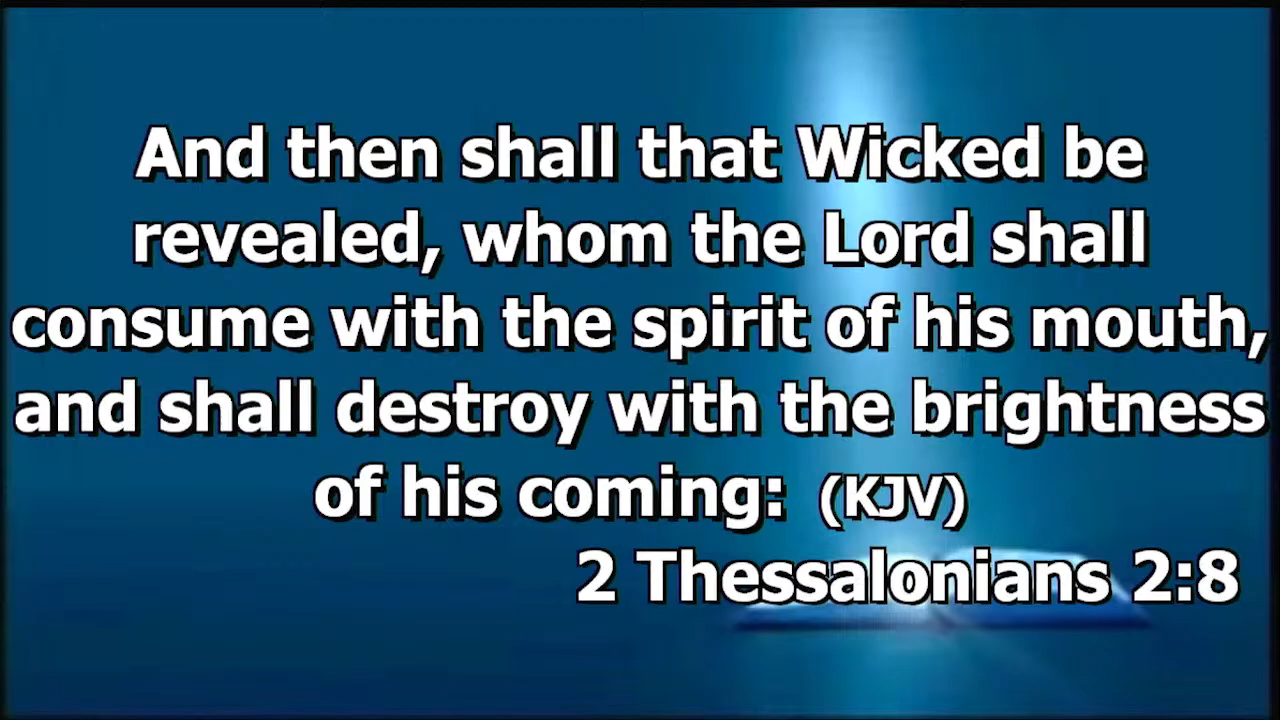 And then shall that Wicked be
revealed, whom the Lord shall
consume with the spirit of his mouth,
and shall destroy with the brightness
of his coming: (KJV)
2 Thessalonians 2:8